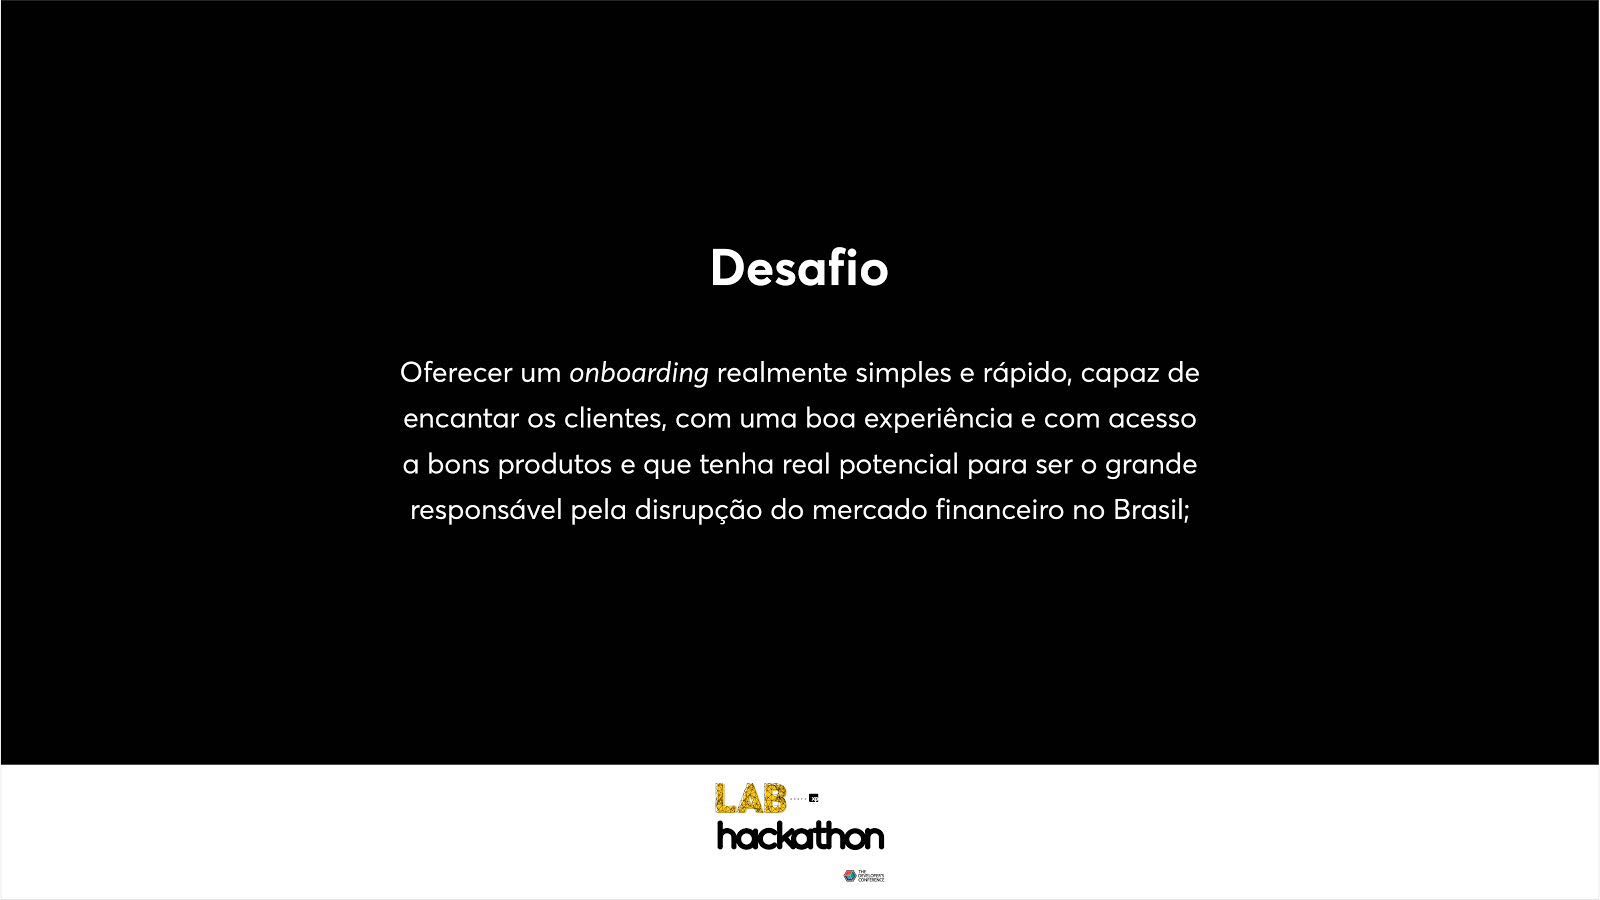 Desafio
Oferecer um onboarding realmente simples e rápido, capaz de
encantar os clientes, com uma boa experiência e com acesso
a bons produtos e que tenha real potencial para ser o grande
responsável pela disrupção do mercado financeiro no Brasil;
LAB xp
hackathon
THE
DEVELOPER'S
CONFERENCE